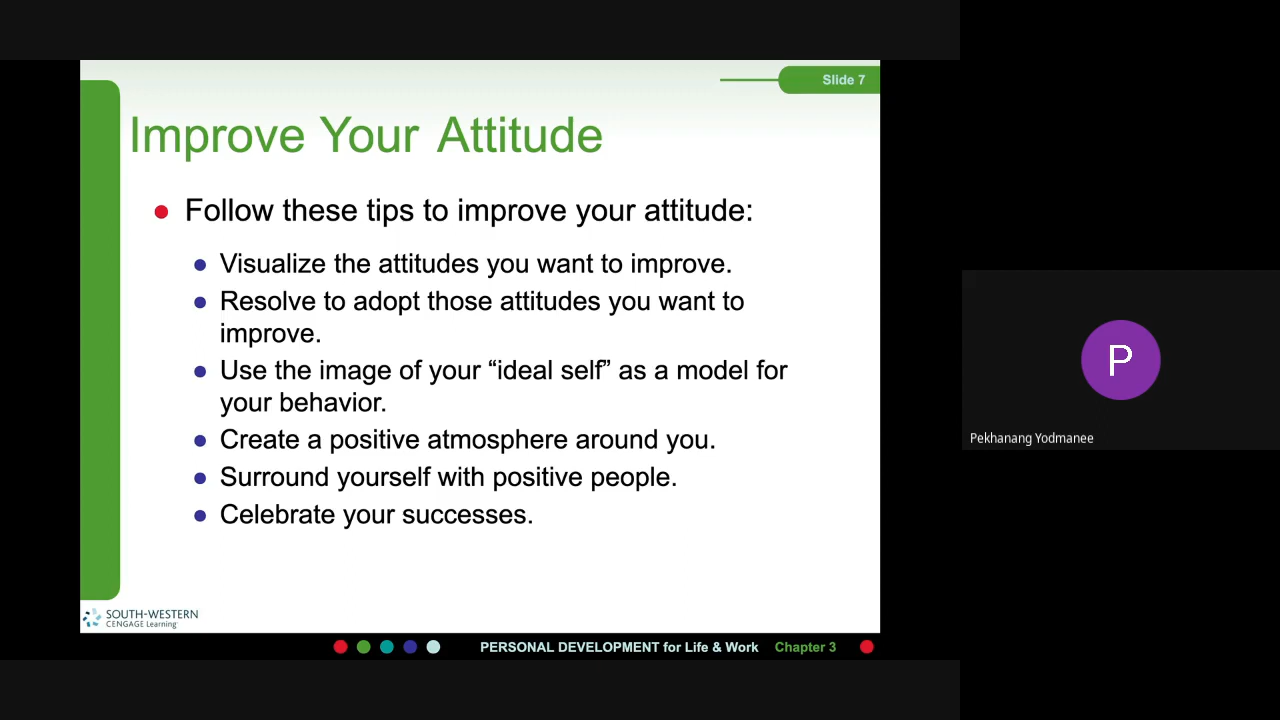 Slide 7
Improve Your Attitude
Follow these tips to improve your attitude:
Visualize the attitudes you want to improve.
Resolve to adopt those attitudes you want to
improve.
Use the image of your “ideal self” as a model for
your behavior.
Create a positive atmosphere around you.
Surround yourself with positive people.
Celebrate your successes.
SOUTH-WESTERN
CENGAGE Learning
PERSONAL DEVELOPMENT for Life & Work Chapter 3
P
Pekhanang Yodmanee